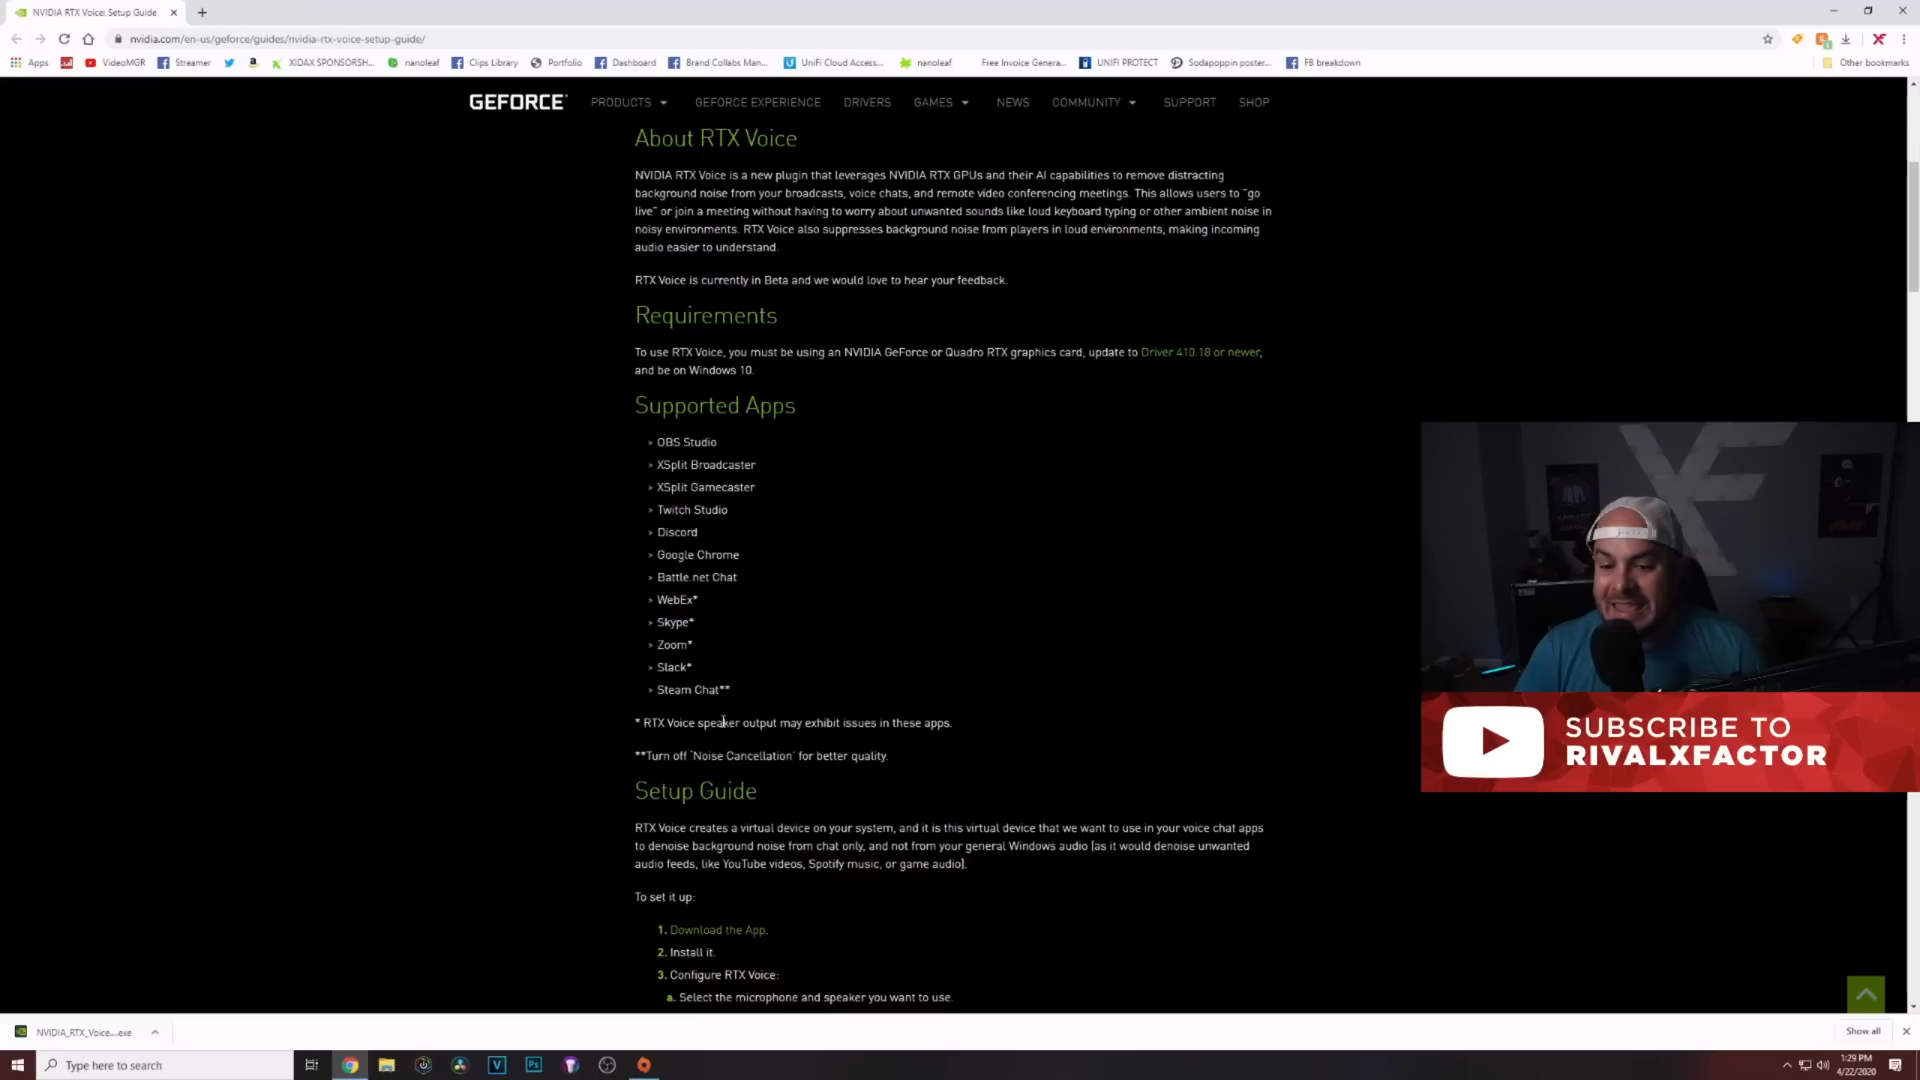 NVIDIA RTX Voice: Setup Guide
nvidia.com/en-us/geforce/guides/nvidia-rtx-voice-setup-guide/
Apps VideoMGR Streamer XIDAX SPONSORSH... nanoleaf Clips Library Portfolio Dashboard Brand Collabs Man... UniFi Cloud Access... nanoleaf Free Invoice Genera... UNIFI PROTECT Sodapoppin poster... FB breakdown Other bookmarks
GEFORCE PRODUCTS GEFORCE EXPERIENCE DRIVERS GAMES NEWS COMMUNITY SUPPORT SHOP
About RTX Voice
NVIDIA RTX Voice is a new plugin that leverages NVIDIA RTX GPUs and their AI capabilities to remove distracting
background noise from your broadcasts, voice chats, and remote video conferencing meetings. This allows users to "go
live" or join a meeting without having to worry about unwanted sounds like loud keyboard typing or other ambient noise in
noisy environments. RTX Voice also suppresses background noise from players in loud environments, making incoming
audio easier to understand.
RTX Voice is currently in Beta and we would love to hear your feedback.
Requirements
To use RTX Voice, you must be using an NVIDIA GeForce or Quadro RTX graphics card, update to Driver 410.18 or newer,
and be on Windows 10.
Supported Apps
> OBS Studio
> XSplit Broadcaster
> XSplit Gamecaster
> Twitch Studio
> Discord
> Google Chrome
> Battle.net Chat
> WebEx*
> Skype*
> Zoom*
> Slack*
> Steam Chat**
* RTX Voice speaker output may exhibit issues in these apps.
**Turn off 'Noise Cancellation' for better quality.
SUBSCRIBE TO
RIVALXFACTOR
Setup Guide
RTX Voice creates a virtual device on your system, and it is this virtual device that we want to use in your voice chat apps
to denoise background noise from chat only, and not from your general Windows audio (as it would denoise unwanted
audio feeds, like YouTube videos, Spotify music, or game audio).
To set it up:
1. Download the App.
2. Install it.
3. Configure RTX Voice:
a. Select the microphone and speaker you want to use.
NVIDIA_RTX_Voice....exe Show all
Type here to search 1:29 PM
4/22/2020